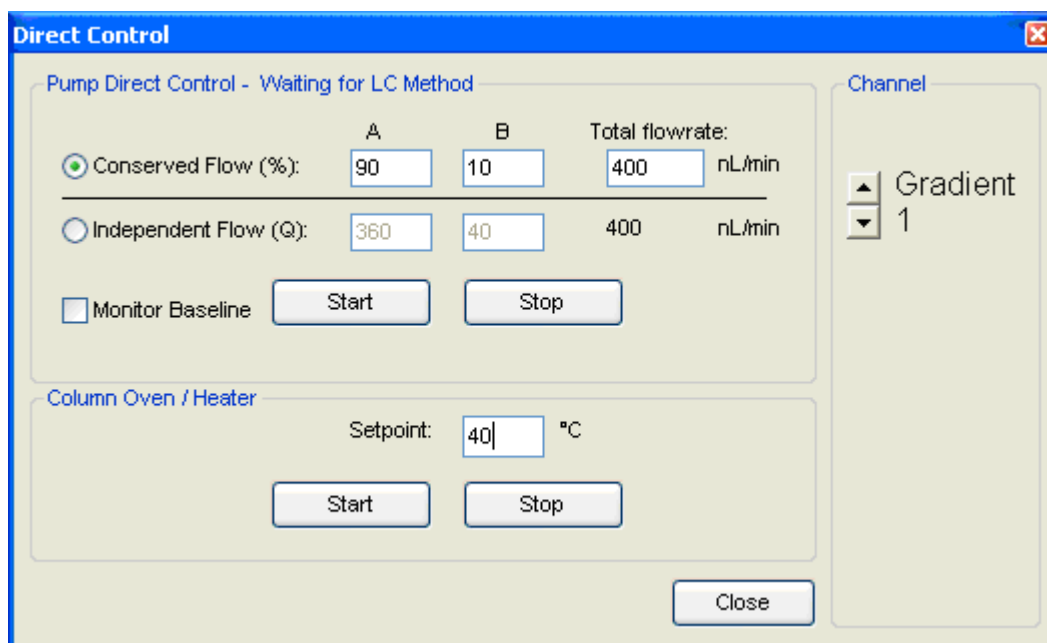 Direct Control
Pump Direct Control -  Waiting for LC Method
A B Total flowrate:
Conserved Flow (%): 90 10 400 nL/min
Independent Flow (Q): 360 40 400 nL/min
Monitor Baseline Start Stop
Column Oven / Heater
Setpoint: 40 °C
Start Stop
Close
Channel
Gradient
1